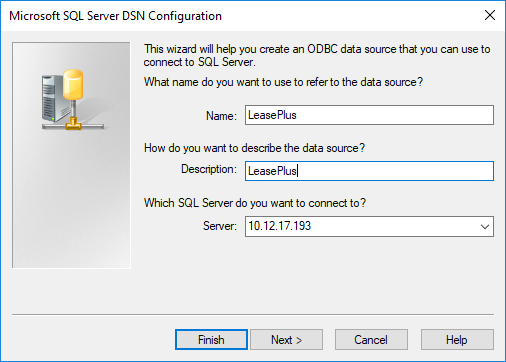 Microsoft SQL Server DSN Configuration
This wizard will help you create an ODBC data source that you can use to
connect to SQL Server.
What name do you want to use to refer to the data source?
Name: LeasePlus
How do you want to describe the data source?
Description: LeasePlus
Which SQL Server do you want to connect to?
Server: 10.12.17.193
Finish Next > Cancel Help